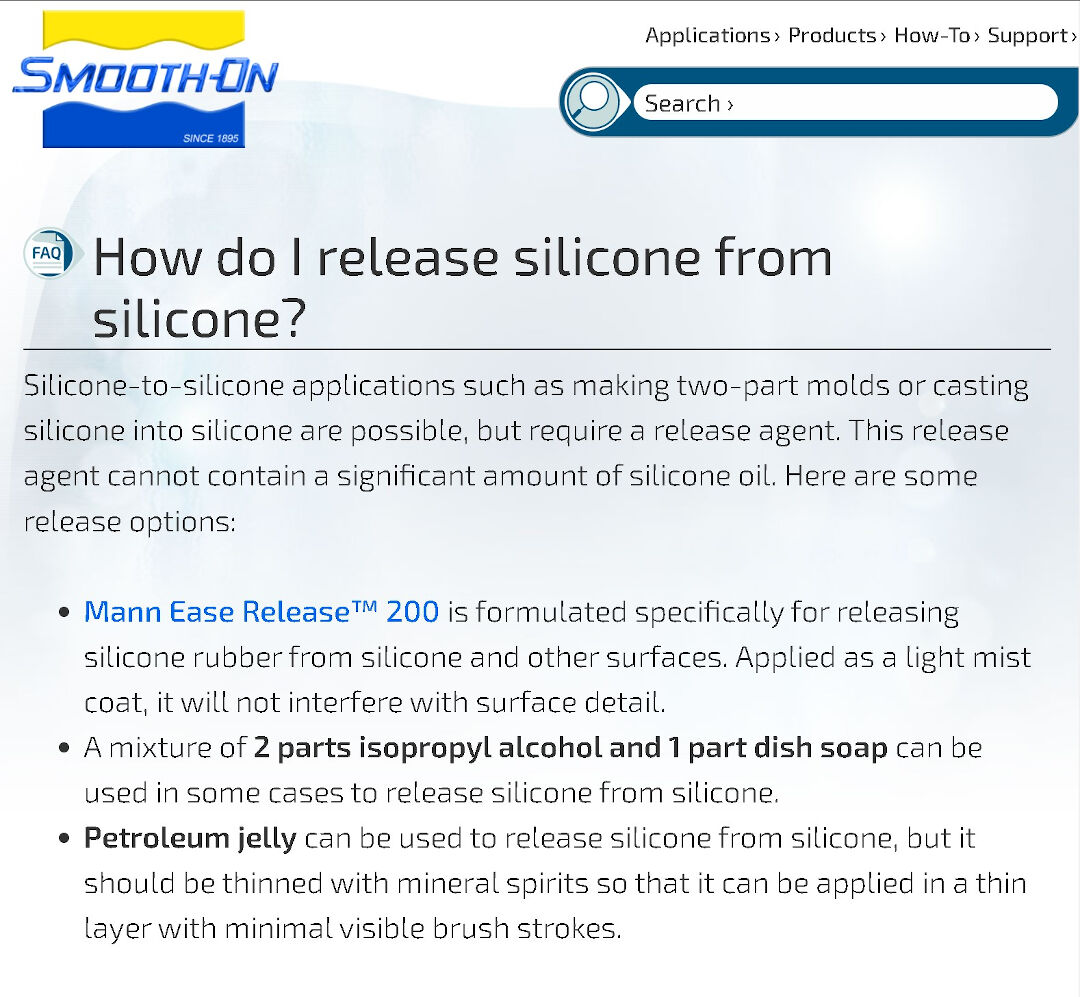 SMOOTH-ON
SINCE 1895
Applications › Products › How-To › Support ›
Search ›
FAQ
How do I release silicone from
silicone?
Silicone-to-silicone applications such as making two-part molds or casting
silicone into silicone are possible, but require a release agent. This release
agent cannot contain a significant amount of silicone oil. Here are some
release options:
• Mann Ease Release™ 200 is formulated specifically for releasing
silicone rubber from silicone and other surfaces. Applied as a light mist
coat, it will not interfere with surface detail.
• A mixture of 2 parts isopropyl alcohol and 1 part dish soap can be
used in some cases to release silicone from silicone.
• Petroleum jelly can be used to release silicone from silicone, but it
should be thinned with mineral spirits so that it can be applied in a thin
layer with minimal visible brush strokes.